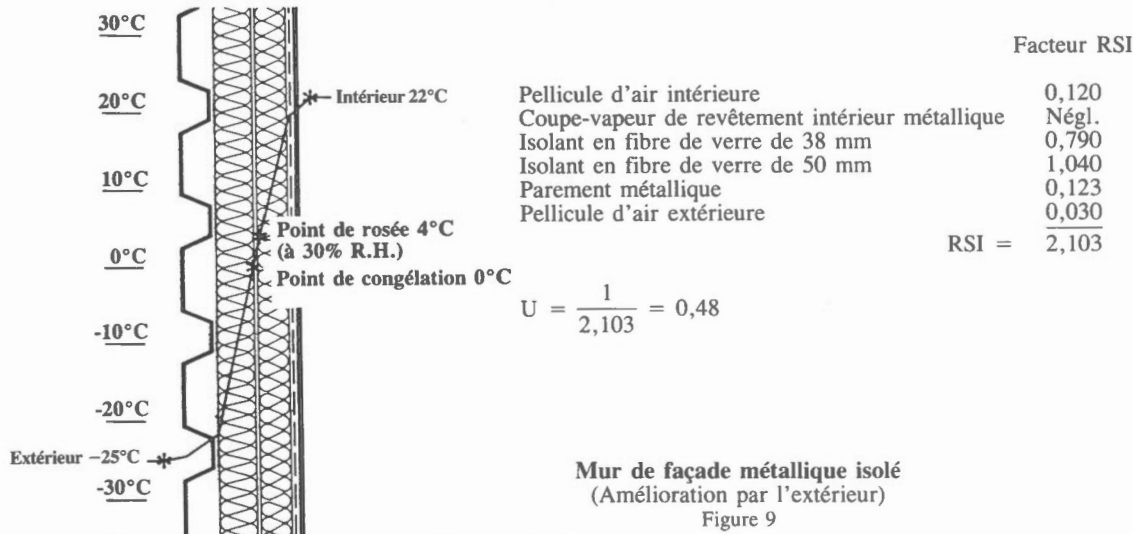 30°C
20°C
10°C
0°C
-10°C
-20°C
-30°C
Intérieur 22°C
Point de rosée 4°C
(à 30% R.H.)
Point de congélation 0°C
Extérieur −25°C
Facteur RSI
Pellicule d'air intérieure 0,120
Coupe-vapeur de revêtement intérieur métallique Négl.
Isolant en fibre de verre de 38 mm 0,790
Isolant en fibre de verre de 50 mm 1,040
Parement métallique 0,123
Pellicule d'air extérieure 0,030
RSI = 2,103
U = 1/2,103 = 0,48
Mur de façade métallique isolé
(Amélioration par l'extérieur)
Figure 9